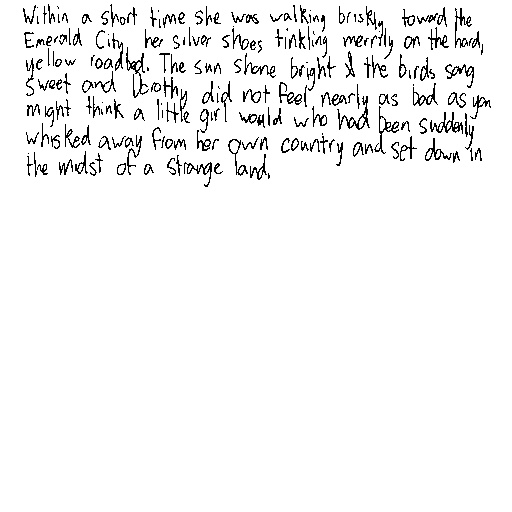 Within a short time she was walking briskly toward the
Emerald City, her silver shoes tinkling merrily on the hard,
yellow roadbed. The sun shone bright & the birds song
sweet and Dorothy did not feel nearly as bad as you
might think a little girl would who had been suddenly
whisked away from her own country and set down in
the midst of a strange land.